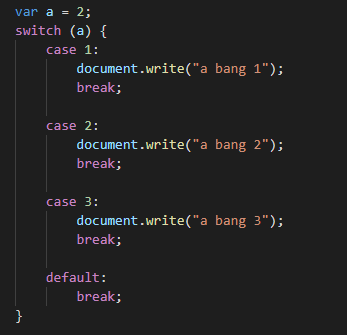 var a = 2;
switch (a) {
    case 1:
        document.write("a bang 1");
        break;

    case 2:
        document.write("a bang 2");
        break;

    case 3:
        document.write("a bang 3");
        break;

    default:
        break;
}